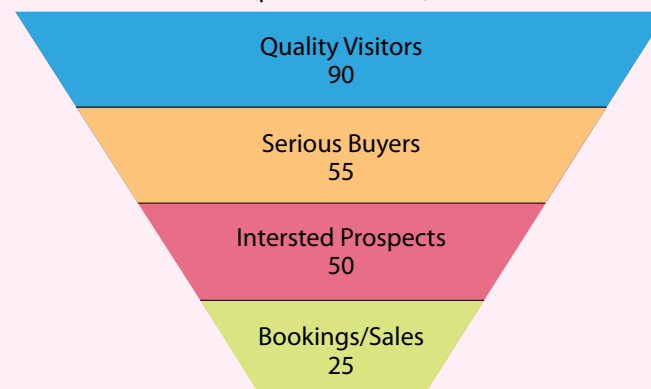 Quality Visitors
90
Serious Buyers
55
Intersted Prospects
50
Bookings/Sales
25